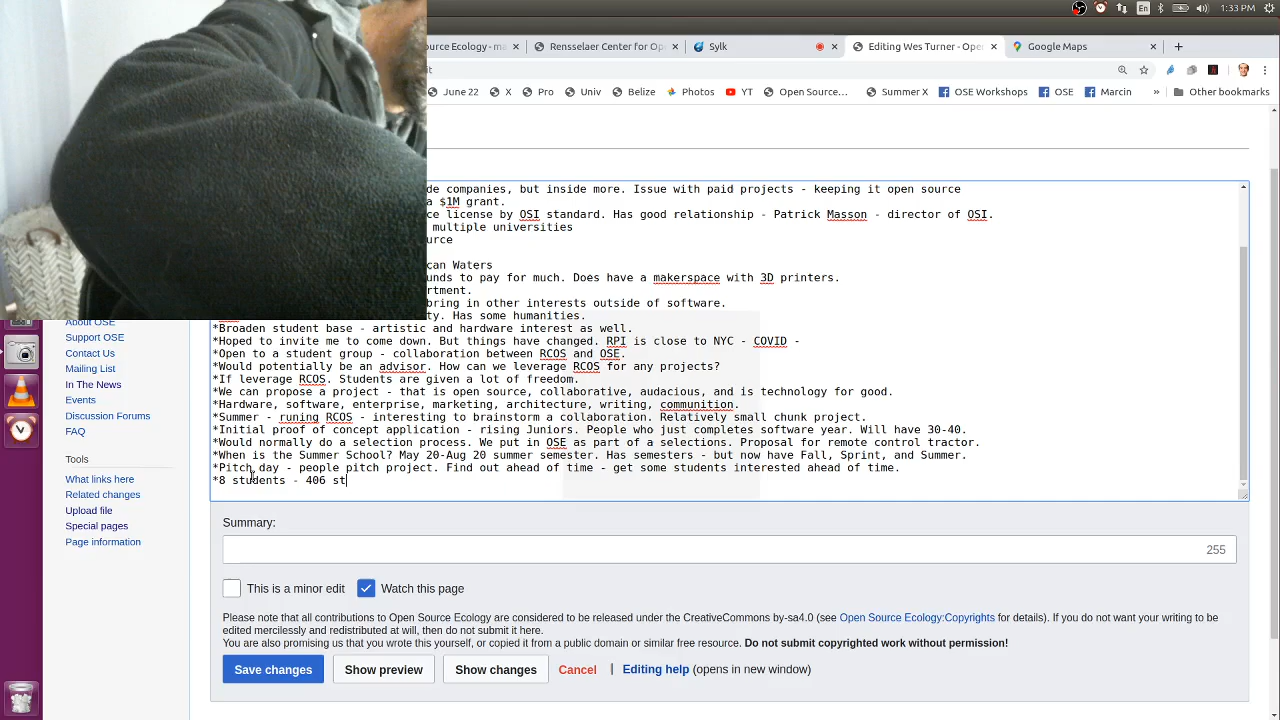 En 1:33 PM
ource Ecology - ma × Rensselaer Center for Op × Sylk × Editing Wes Turner - Open × Google Maps × +
it
June 22 X Pro Univ Belize Photos YT Open Source… Summer X OSE Workshops OSE Marcin » Other bookmarks
de companies, but inside more. Issue with paid projects - keeping it open source
a $1M grant.
ce license by OSI standard. Has good relationship - Patrick Masson - director of OSI.
multiple universities
urce
can Waters
unds to pay for much. Does have a makerspace with 3D printers.
rtment.
bring in other interests outside of software.
ty. Has some humanities.
*Broaden student base - artistic and hardware interest as well.
*Hoped to invite me to come down. But things have changed. RPI is close to NYC - COVID -
*Open to a student group - collaboration between RCOS and OSE.
*Would potentially be an advisor. How can we leverage RCOS for any projects?
*If leverage RCOS. Students are given a lot of freedom.
*We can propose a project - that is open source, collaborative, audacious, and is technology for good.
*Hardware, software, enterprise, marketing, architecture, writing, communition.
*Summer - runing RCOS - interesting to brainstorm a collaboration. Relatively small chunk project.
*Initial proof of concept application - rising Juniors. People who just completes software year. Will have 30-40.
*Would normally do a selection process. We put in OSE as part of a selections. Proposal for remote control tractor.
*When is the Summer School? May 20-Aug 20 summer semester. Has semesters - but now have Fall, Sprint, and Summer.
*Pitch day - people pitch project. Find out ahead of time - get some students interested ahead of time.
*8 students - 406 st
About OSE
Support OSE
Contact Us
Mailing List
In The News
Events
Discussion Forums
FAQ
Tools
What links here
Related changes
Upload file
Special pages
Page information
Summary:
255
This is a minor edit Watch this page
Please note that all contributions to Open Source Ecology are considered to be released under the CreativeCommons by-sa4.0 (see Open Source Ecology:Copyrights for details). If you do not want your writing to be
edited mercilessly and redistributed at will, then do not submit it here.
You are also promising us that you wrote this yourself, or copied it from a public domain or similar free resource. Do not submit copyrighted work without permission!
Save changes Show preview Show changes Cancel | Editing help (opens in new window)